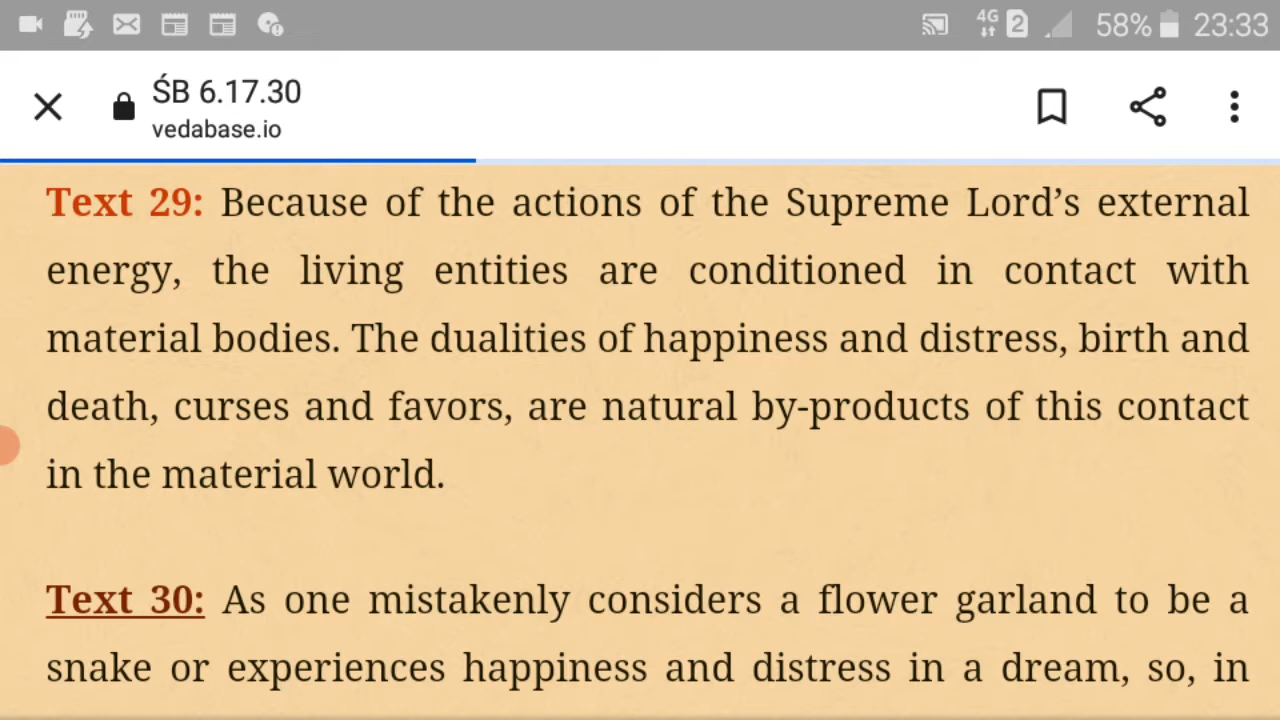 4G 2 58% 23:33
ŚB 6.17.30
vedabase.io
Text 29: Because of the actions of the Supreme Lord’s external
energy, the living entities are conditioned in contact with
material bodies. The dualities of happiness and distress, birth and
death, curses and favors, are natural by-products of this contact
in the material world.
Text 30: As one mistakenly considers a flower garland to be a
snake or experiences happiness and distress in a dream, so, in